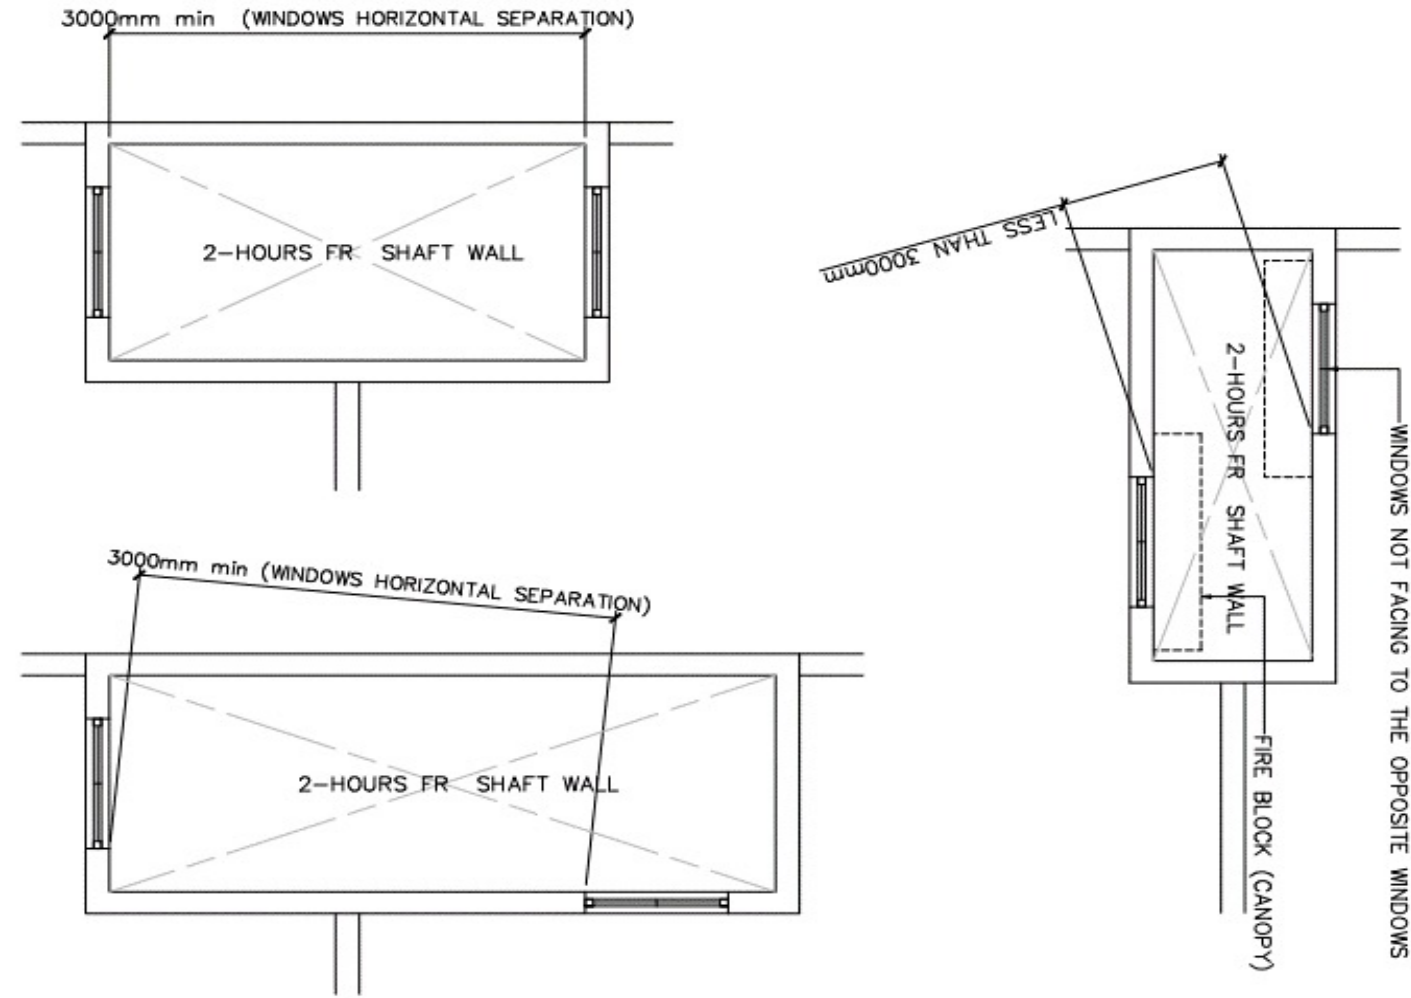 3000mm min (WINDOWS HORIZONTAL SEPARATION)
2-HOURS FR SHAFT WALL
3000mm min (WINDOWS HORIZONTAL SEPARATION)
2-HOURS FR SHAFT WALL
LESS THAN 3000mm
2-HOURS FR SHAFT WALL
WINDOWS NOT FACING TO THE OPPOSITE WINDOWS
FIRE BLOCK (CANOPY)